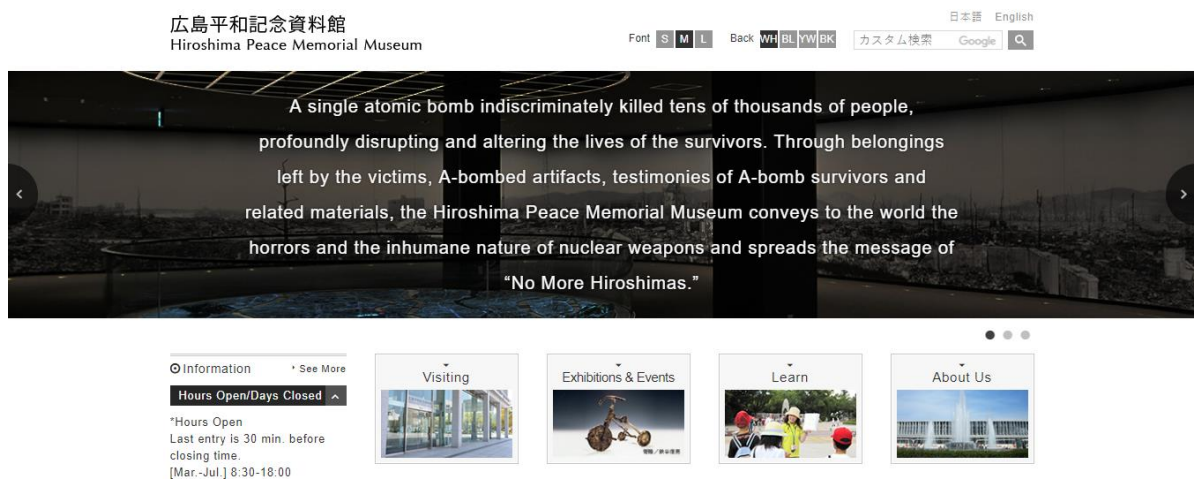 広島平和記念資料館
Hiroshima Peace Memorial Museum
日本語 English
Font S M L Back WH BL YW BK カスタム検索 Google
A single atomic bomb indiscriminately killed tens of thousands of people,
profoundly disrupting and altering the lives of the survivors. Through belongings
left by the victims, A-bombed artifacts, testimonies of A-bomb survivors and
related materials, the Hiroshima Peace Memorial Museum conveys to the world the
horrors and the inhumane nature of nuclear weapons and spreads the message of
“No More Hiroshimas.”
Information See More
Hours Open/Days Closed
*Hours Open
Last entry is 30 min. before
closing time.
[Mar.-Jul.] 8:30-18:00
Visiting
Exhibitions & Events
Learn
About Us